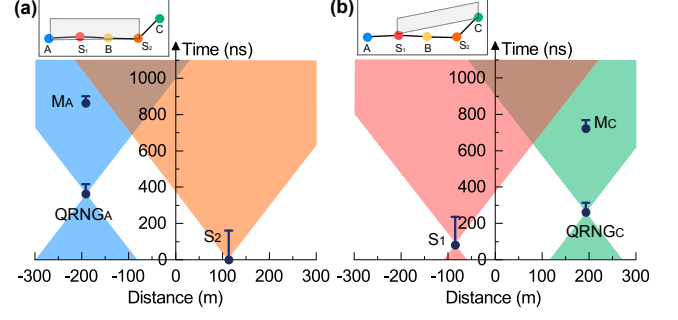 (a)
A S1 B S2 C
Time (ns)
1000
800
600
400
200
0
MA
QRNGA
S2
-300 -200 -100 0 100 200 300
Distance (m)
(b)
A S1 B S2 C
Time (ns)
1000
800
600
400
200
0
MC
QRNGC
S1
-300 -200 -100 0 100 200 300
Distance (m)